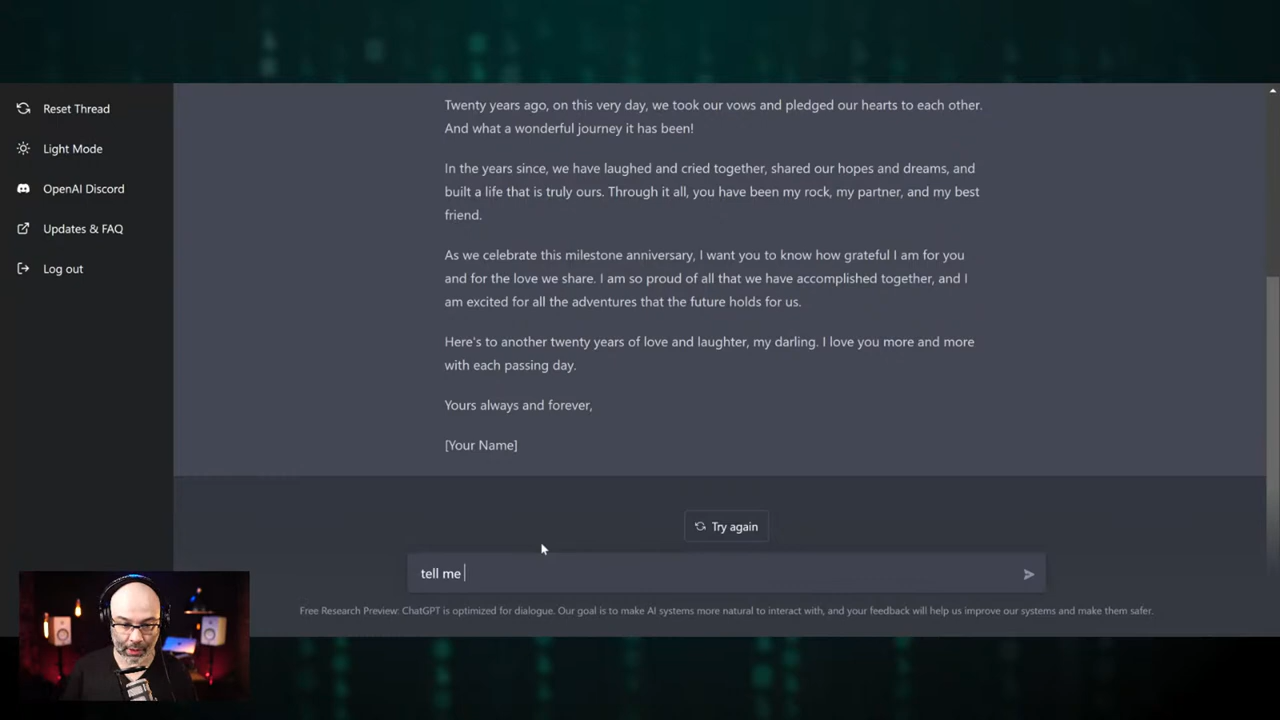 Reset Thread
Light Mode
OpenAI Discord
Updates & FAQ
Log out
Twenty years ago, on this very day, we took our vows and pledged our hearts to each other.
And what a wonderful journey it has been!
In the years since, we have laughed and cried together, shared our hopes and dreams, and
built a life that is truly ours. Through it all, you have been my rock, my partner, and my best
friend.
As we celebrate this milestone anniversary, I want you to know how grateful I am for you
and for the love we share. I am so proud of all that we have accomplished together, and I
am excited for all the adventures that the future holds for us.
Here's to another twenty years of love and laughter, my darling. I love you more and more
with each passing day.
Yours always and forever,
[Your Name]
Try again
tell me
Free Research Preview: ChatGPT is optimized for dialogue. Our goal is to make AI systems more natural to interact with, and your feedback will help us improve our systems and make them safer.